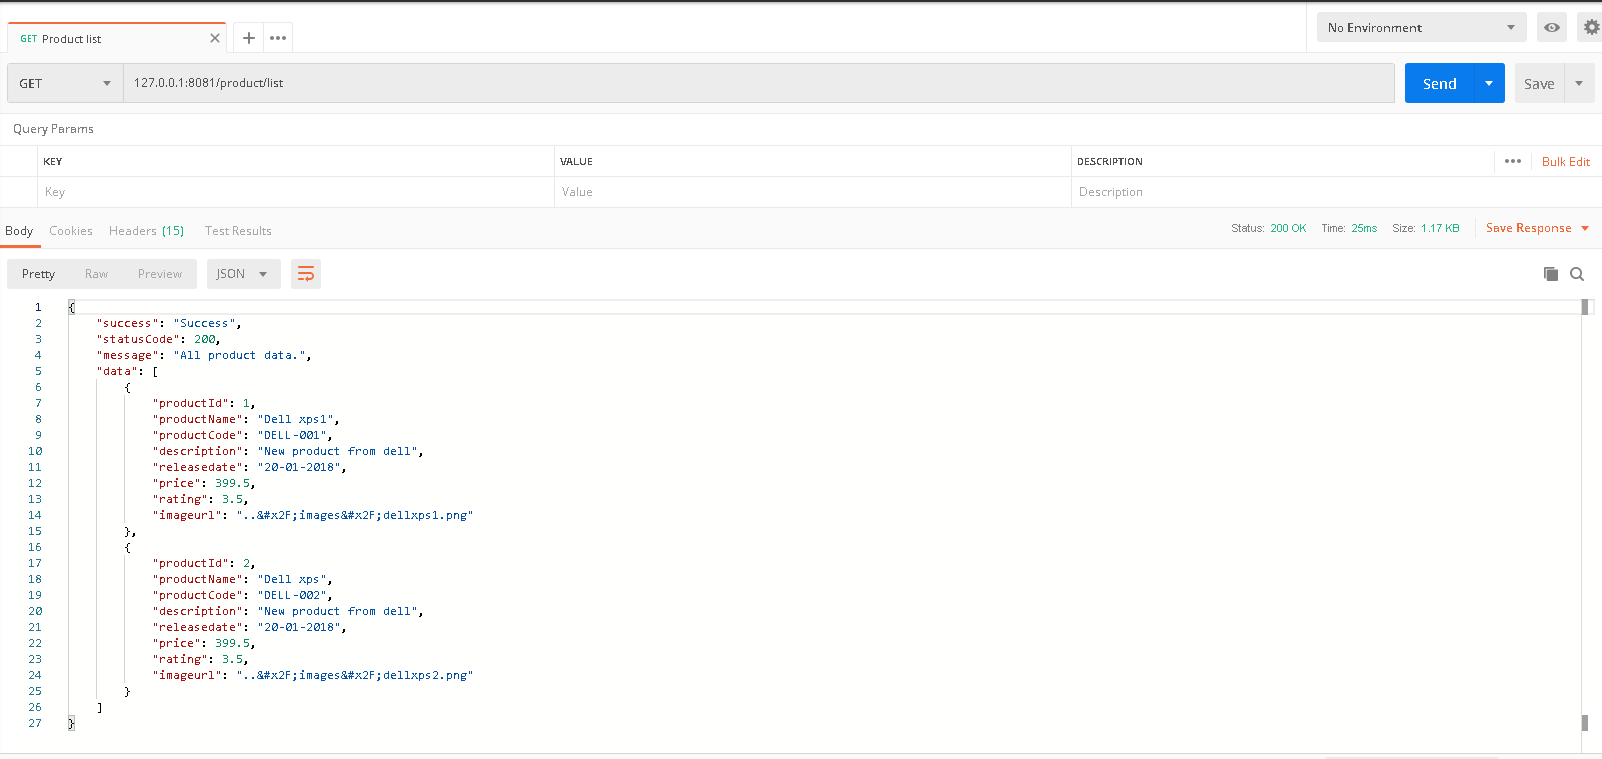 GET Product list
No Environment
GET 127.0.0.1:8081/product/list Send Save
Query Params
KEY VALUE DESCRIPTION Bulk Edit
Key Value Description
Body Cookies Headers (15) Test Results Status: 200 OK Time: 25ms Size: 1.17 KB Save Response
Pretty Raw Preview JSON
1 {
2 "success": "Success",
3 "statusCode": 200,
4 "message": "All product data.",
5 "data": [
6 {
7 "productId": 1,
8 "productName": "Dell xps1",
9 "productCode": "DELL-001",
10 "description": "New product from dell",
11 "releasedate": "20-01-2018",
12 "price": 399.5,
13 "rating": 3.5,
14 "imageurl": "..&#x2F;images&#x2F;dellxps1.png"
15 },
16 {
17 "productId": 2,
18 "productName": "Dell xps",
19 "productCode": "DELL-002",
20 "description": "New product from dell",
21 "releasedate": "20-01-2018",
22 "price": 399.5,
23 "rating": 3.5,
24 "imageurl": "..&#x2F;images&#x2F;dellxps2.png"
25 }
26 ]
27 }